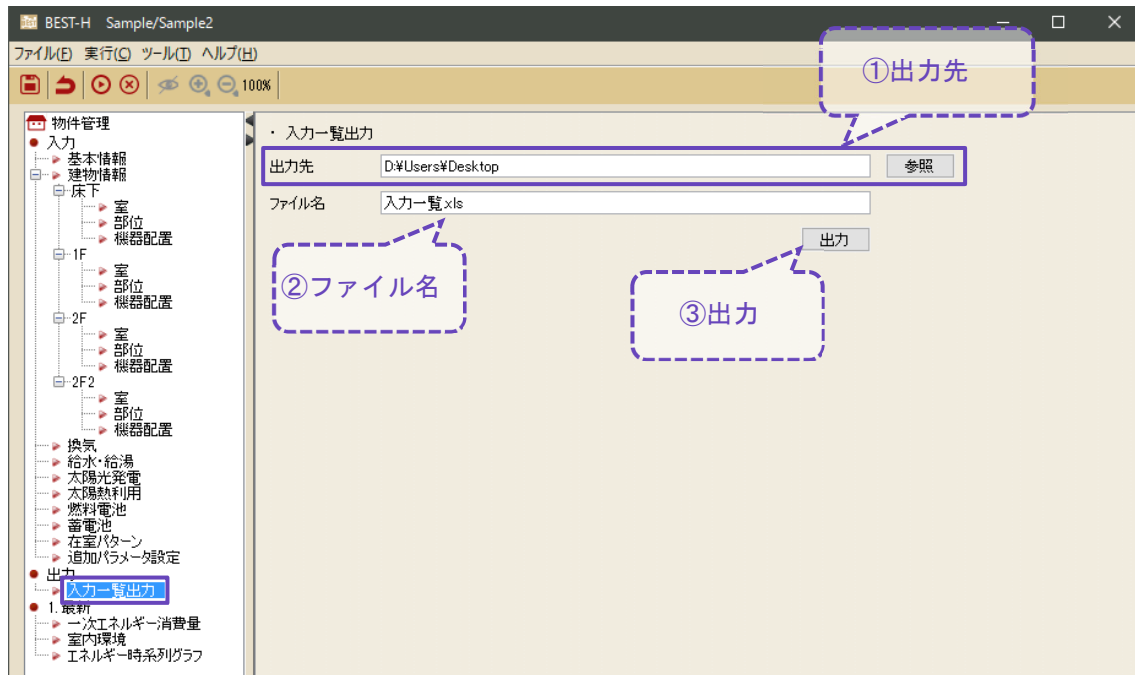 BEST-H Sample/Sample2
ファイル(F) 実行(C) ツール(T) ヘルプ(H)
100%
①出力先
物件管理
入力
基本情報
建物情報
床下
室
部位
機器配置
1F
室
部位
機器配置
2F
室
部位
機器配置
2F2
室
部位
機器配置
換気
給水・給湯
太陽光発電
太陽熱利用
燃料電池
蓄電池
在室パターン
追加パラメータ設定
出力
入力一覧出力
1.最新
一次エネルギー消費量
室内環境
エネルギー時系列グラフ
・ 入力一覧出力
出力先 D:¥Users¥Desktop 参照
ファイル名 入力一覧.xls
出力
②ファイル名
③出力